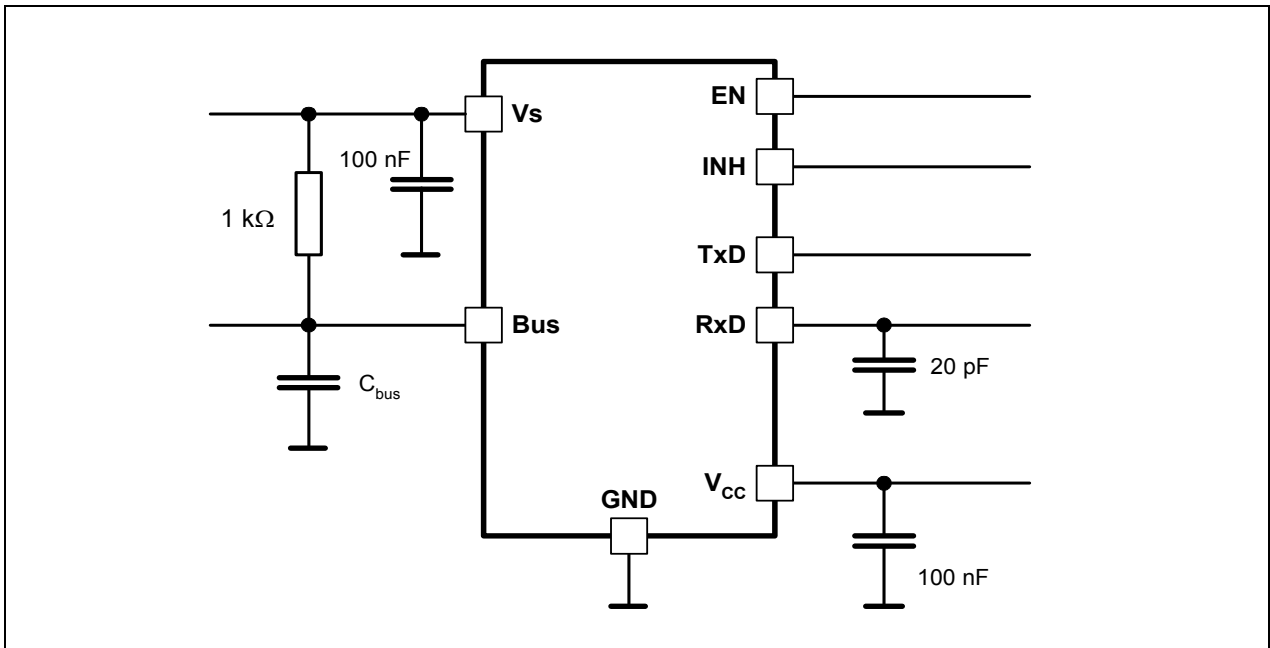 EN
Vs
100 nF
INH
1 kΩ
TxD
Bus
RxD
20 pF
C_bus
V_CC
GND
100 nF